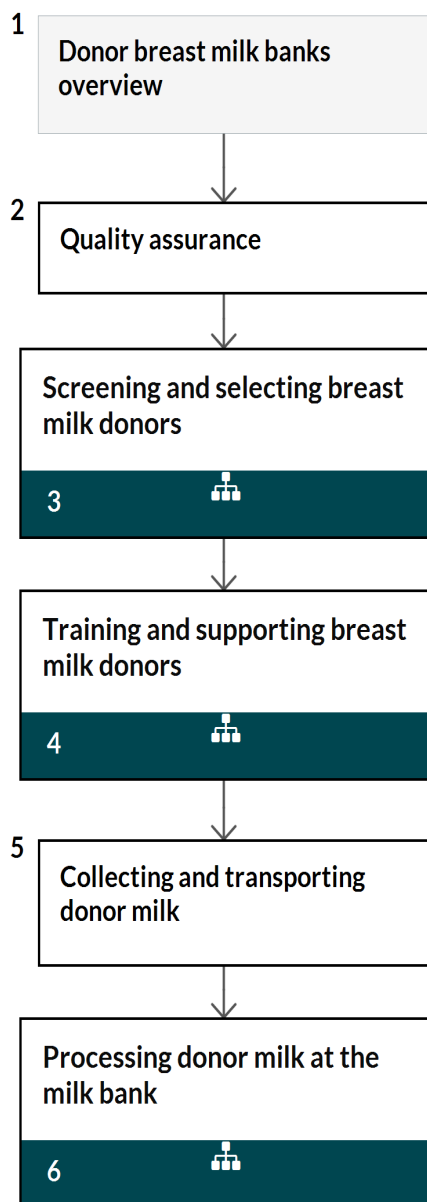 1
Donor breast milk banks
overview
2
Quality assurance
Screening and selecting breast
milk donors
3
Training and supporting breast
milk donors
4
5
Collecting and transporting
donor milk
Processing donor milk at the
milk bank
6